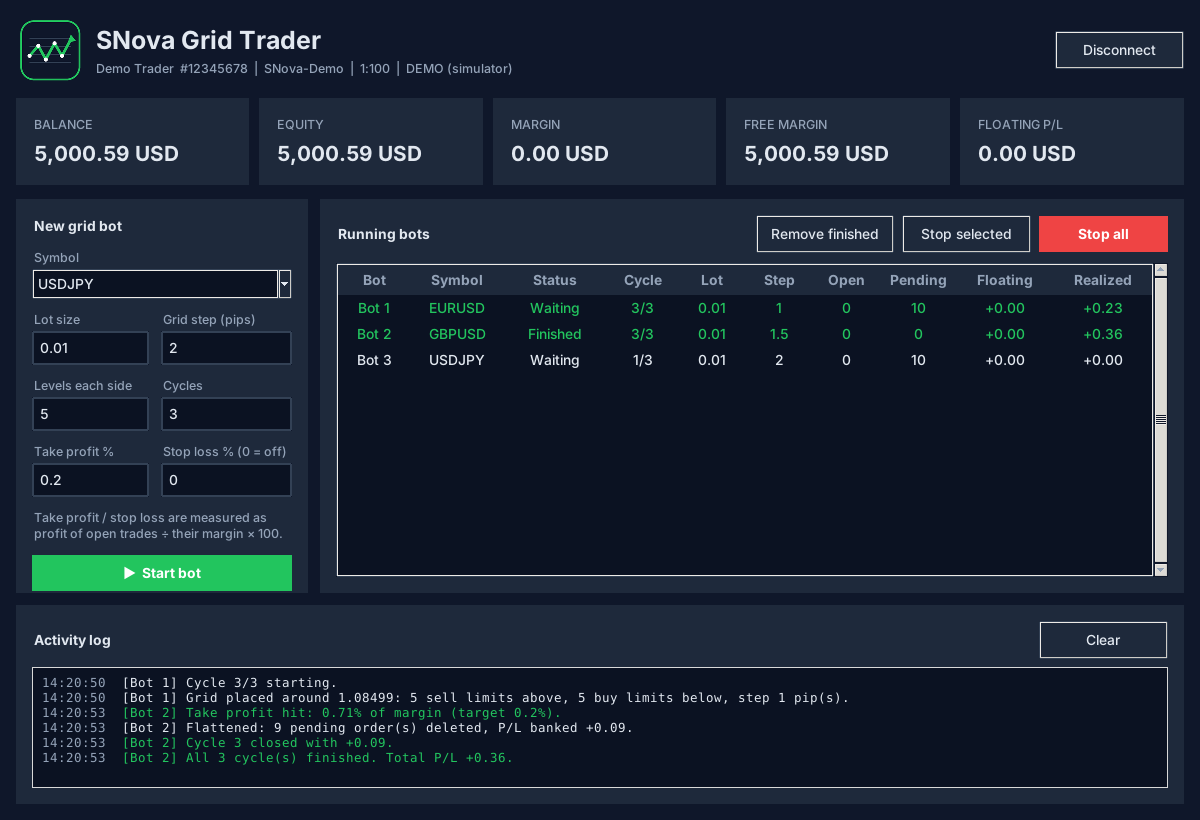 SNova Grid Trader
Demo Trader #12345678 | SNova-Demo | 1:100 | DEMO (simulator)
Disconnect
BALANCE
5,000.59 USD
EQUITY
5,000.59 USD
MARGIN
0.00 USD
FREE MARGIN
5,000.59 USD
FLOATING P/L
0.00 USD
New grid bot
Symbol
USDJPY
Lot size
Grid step (pips)
0.01
2
Levels each side
Cycles
5
3
Take profit %
Stop loss % (0 = off)
0.2
0
Take profit / stop loss are measured as
profit of open trades ÷ their margin × 100.
▶ Start bot
Running bots
Remove finished
Stop selected
Stop all
Bot Symbol Status Cycle Lot Step Open Pending Floating Realized
Bot 1 EURUSD Waiting 3/3 0.01 1 0 10 +0.00 +0.23
Bot 2 GBPUSD Finished 3/3 0.01 1.5 0 0 +0.00 +0.36
Bot 3 USDJPY Waiting 1/3 0.01 2 0 10 +0.00 +0.00
Activity log
Clear
14:20:50 [Bot 1] Cycle 3/3 starting.
14:20:50 [Bot 1] Grid placed around 1.08499: 5 sell limits above, 5 buy limits below, step 1 pip(s).
14:20:53 [Bot 2] Take profit hit: 0.71% of margin (target 0.2%).
14:20:53 [Bot 2] Flattened: 9 pending order(s) deleted, P/L banked +0.09.
14:20:53 [Bot 2] Cycle 3 closed with +0.09.
14:20:53 [Bot 2] All 3 cycle(s) finished. Total P/L +0.36.